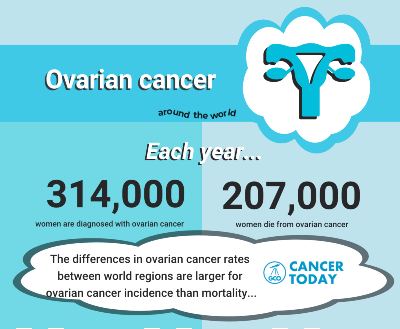 Ovarian cancer
around the world
Each year...
314,000
women are diagnosed with ovarian cancer
207,000
women die from ovarian cancer
The differences in ovarian cancer rates
between world regions are larger for
ovarian cancer incidence than mortality...
GCO
CANCER
TODAY